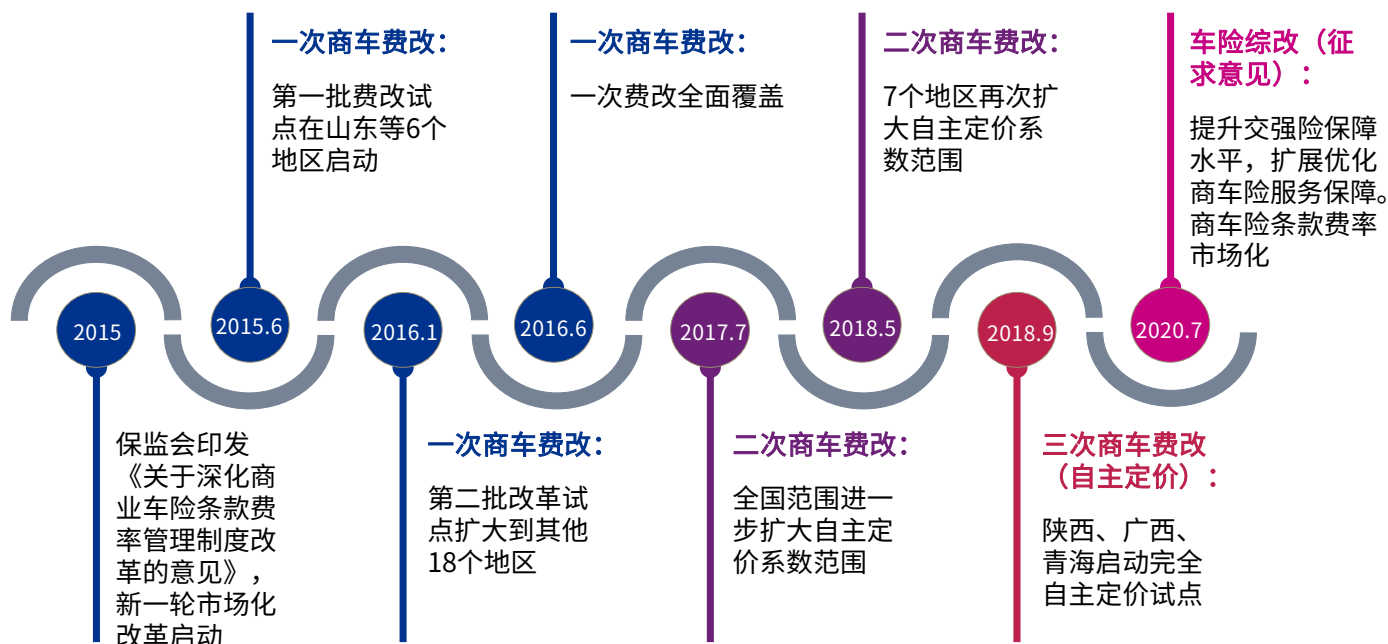 一次商车费改：
第一批费改试
点在山东等6个
地区启动
一次商车费改：
一次费改全面覆盖
二次商车费改：
7个地区再次扩
大自主定价系
数范围
车险综改（征
求意见）：
提升交强险保障
水平，扩展优化
商车险服务保障。
商车险条款费率
市场化
2015
2015.6
2016.1
2016.6
2017.7
2018.5
2018.9
2020.7
保监会印发
《关于深化商
业车险条款费
率管理制度改
革的意见》，
新一轮市场化
改革启动
一次商车费改：
第二批改革试
点扩大到其他
18个地区
二次商车费改：
全国范围进一
步扩大自主定
价系数范围
三次商车费改
（自主定价）：
陕西、广西、
青海启动完全
自主定价试点